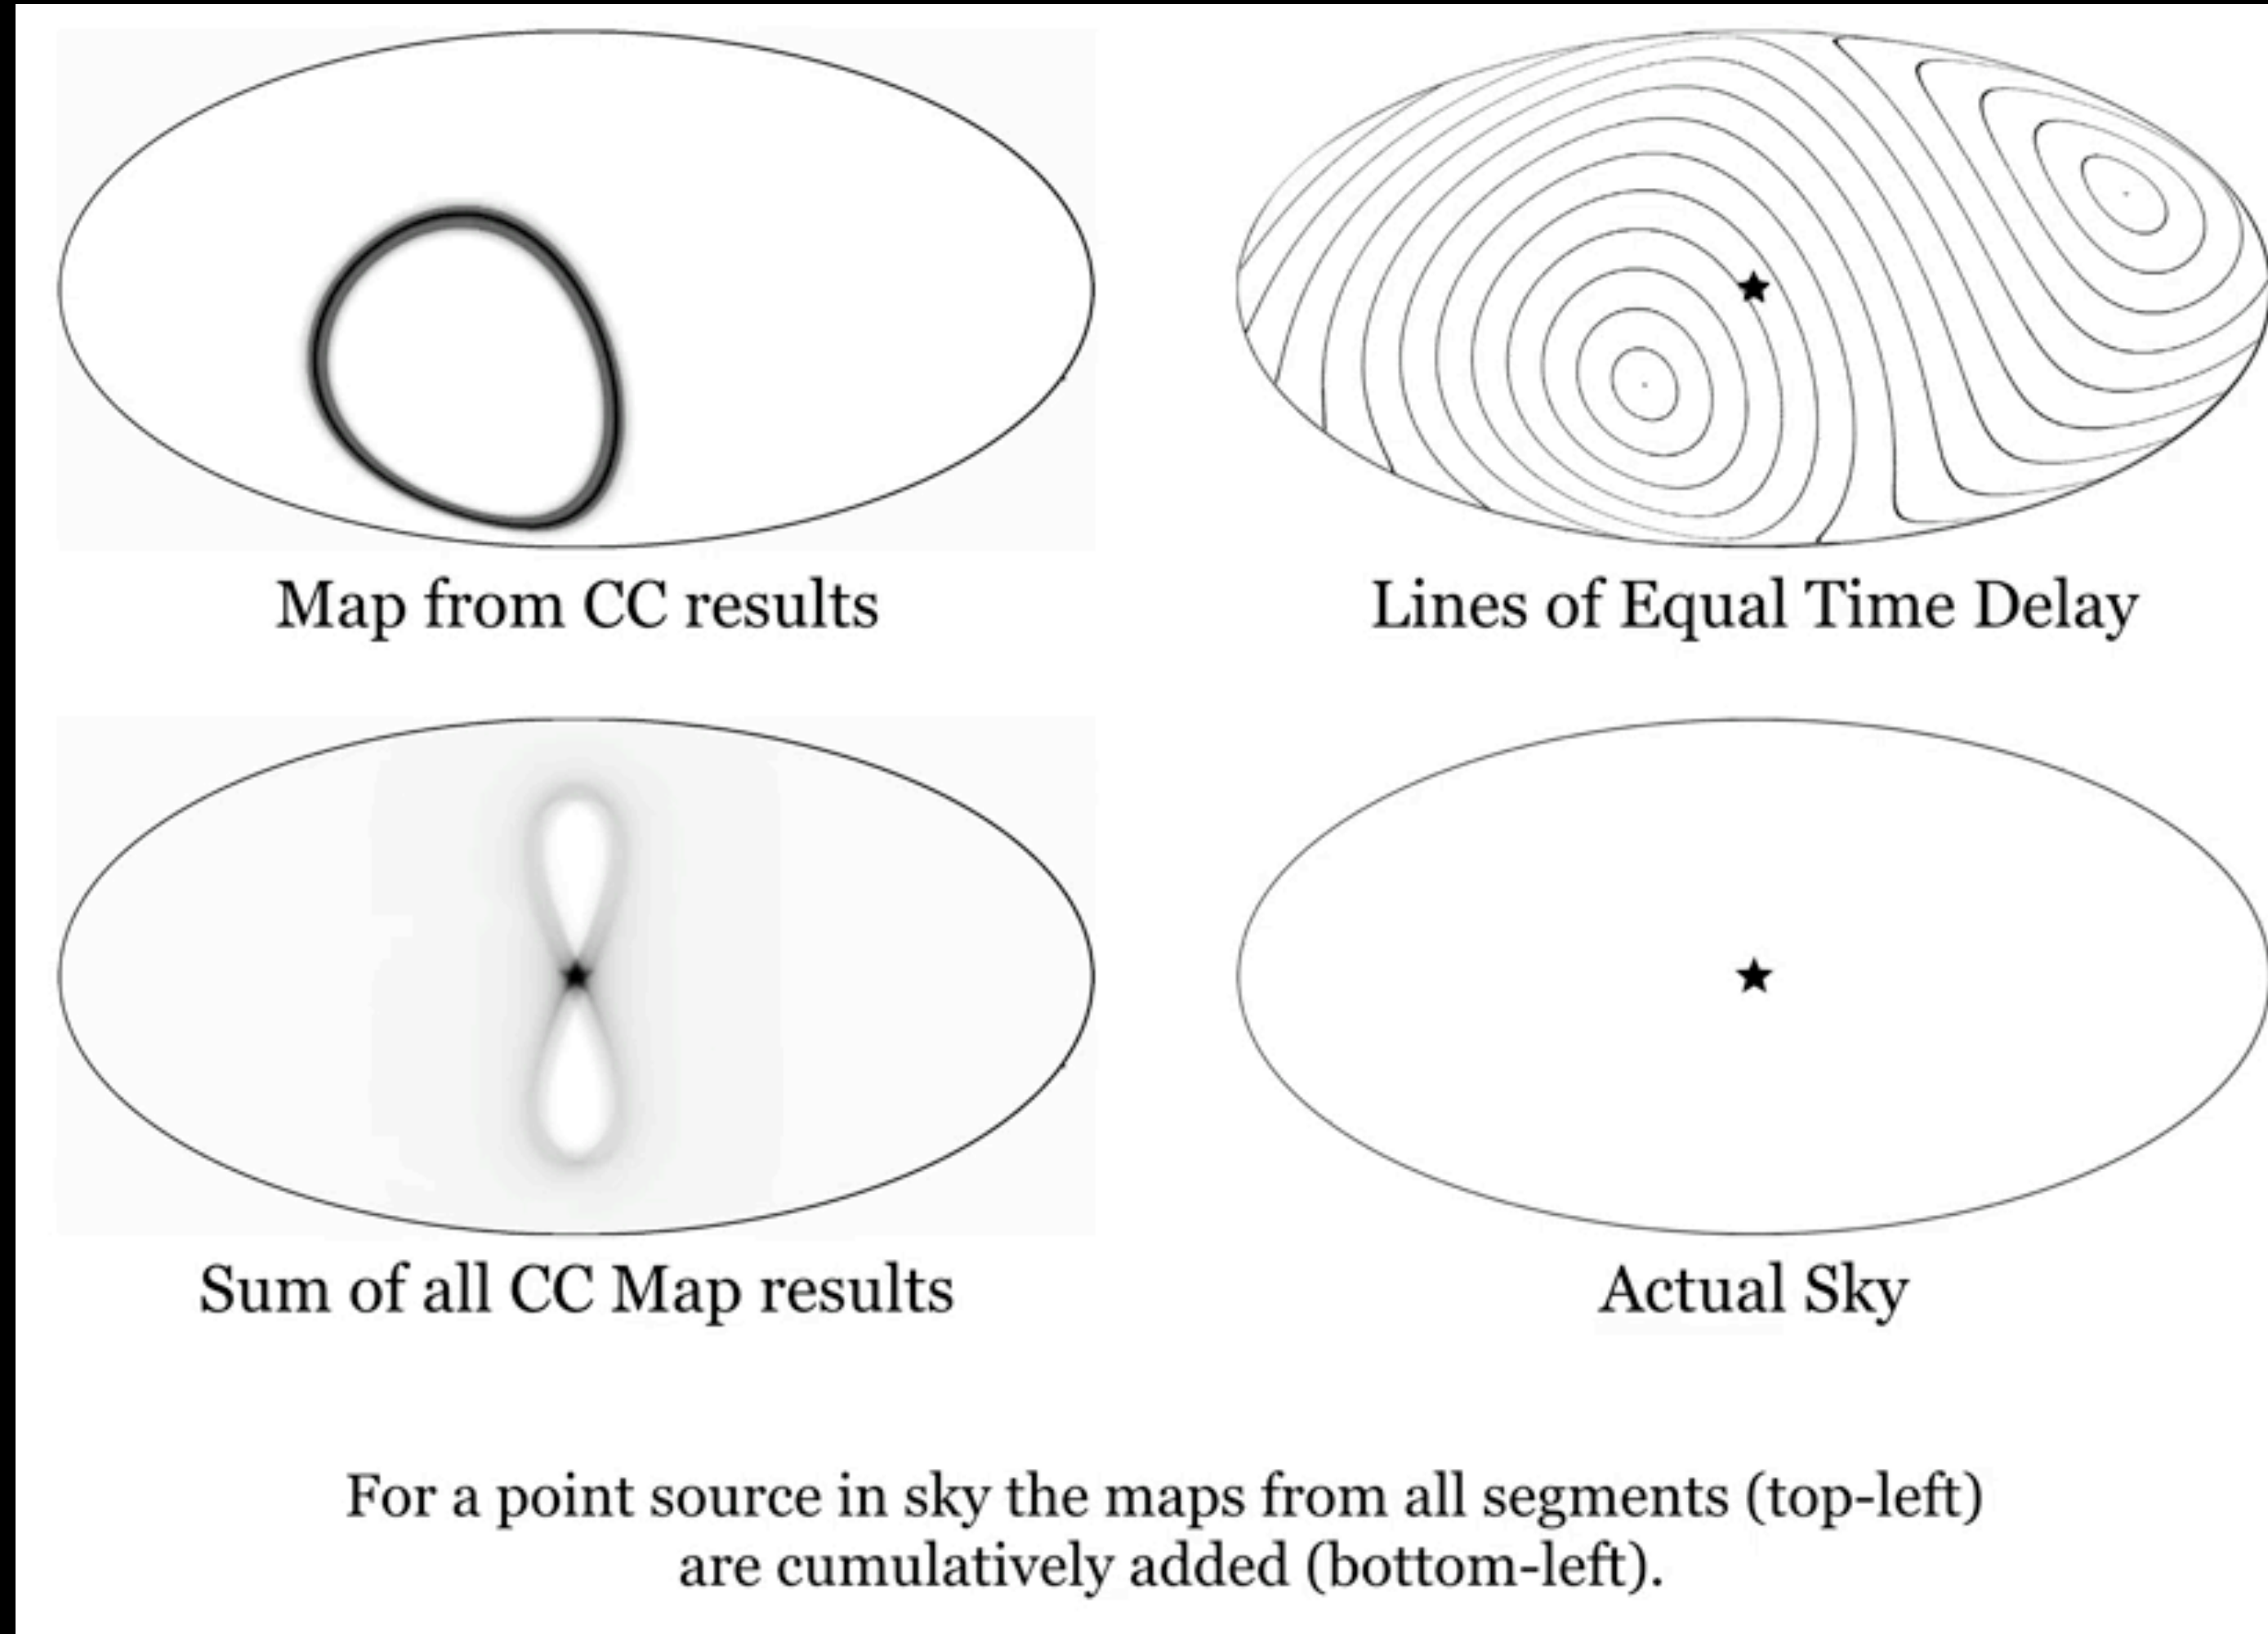 Map from CC results
Lines of Equal Time Delay
Sum of all CC Map results
Actual Sky
For a point source in sky the maps from all segments (top-left)
are cumulatively added (bottom-left).